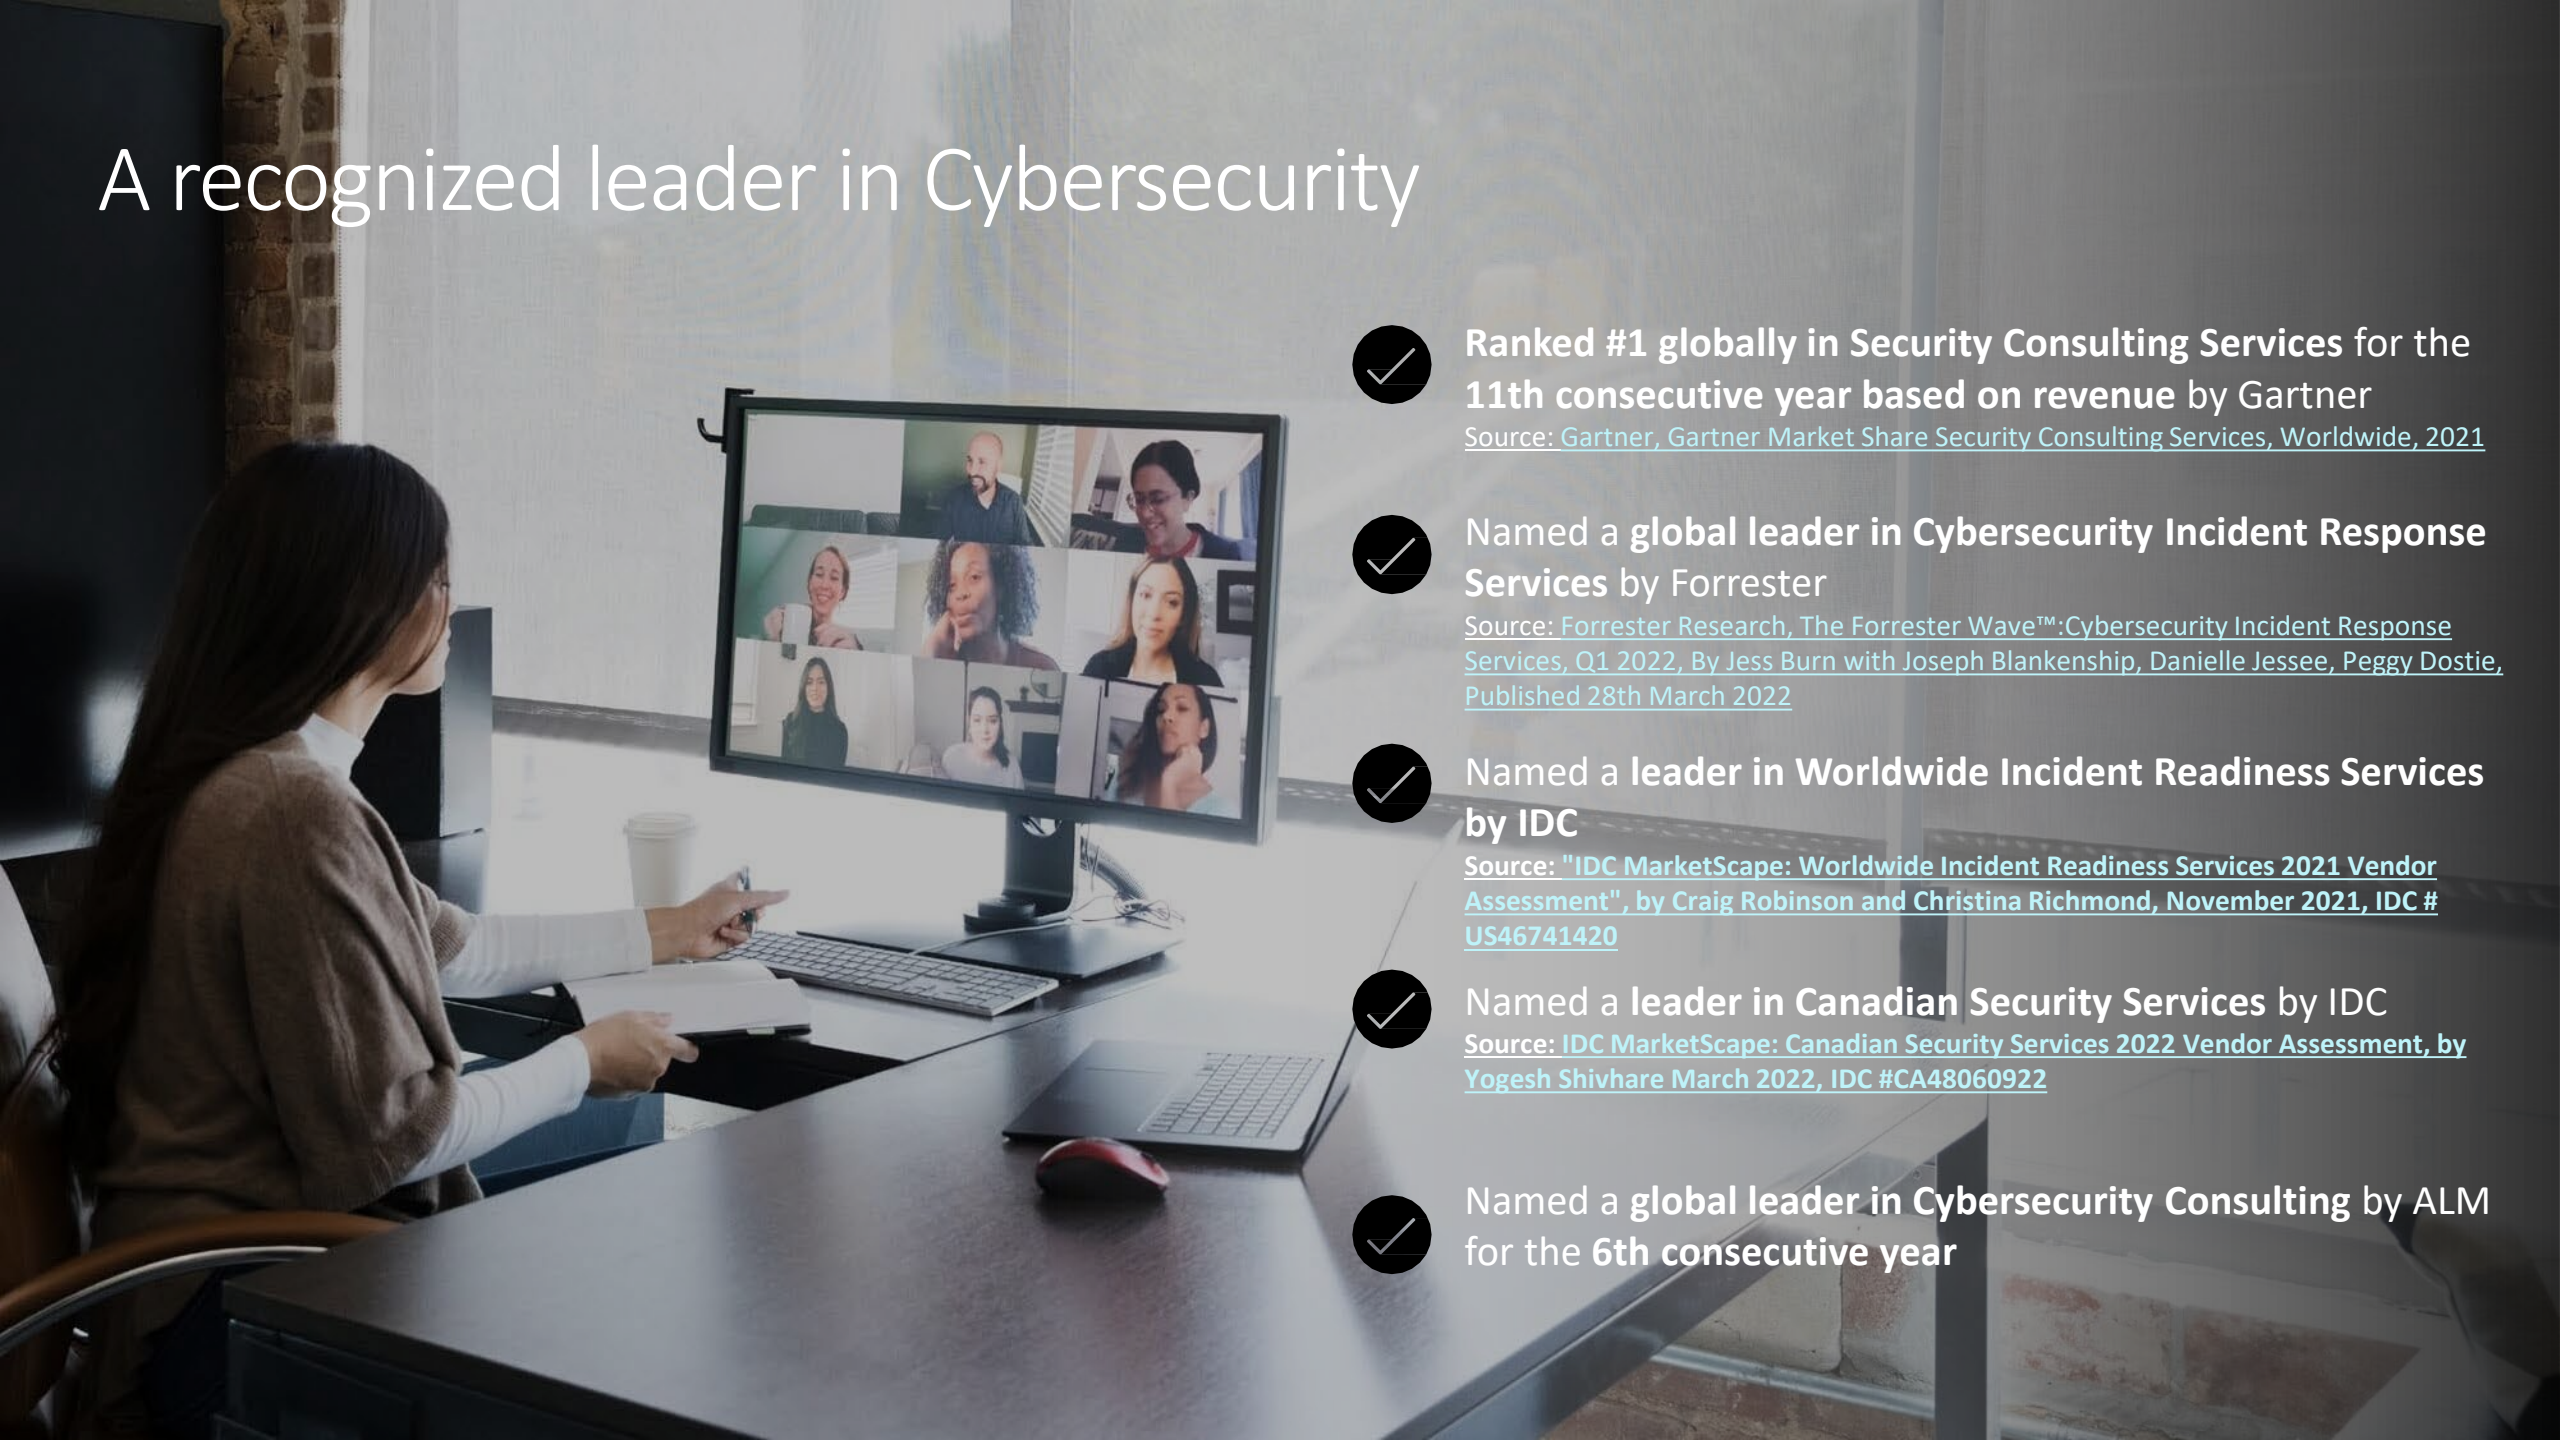 A recognized leader in Cybersecurity
Ranked #1 globally in Security Consulting Services for the
11th consecutive year based on revenue by Gartner
Source: Gartner, Gartner Market Share Security Consulting Services, Worldwide, 2021
Named a global leader in Cybersecurity Incident Response
Services by Forrester
Source: Forrester Research, The Forrester Wave™:Cybersecurity Incident Response
Services, Q1 2022, By Jess Burn with Joseph Blankenship, Danielle Jessee, Peggy Dostie,
Published 28th March 2022
Named a leader in Worldwide Incident Readiness Services
by IDC
Source: "IDC MarketScape: Worldwide Incident Readiness Services 2021 Vendor
Assessment", by Craig Robinson and Christina Richmond, November 2021, IDC #
US46741420
Named a leader in Canadian Security Services by IDC
Source: IDC MarketScape: Canadian Security Services 2022 Vendor Assessment, by
Yogesh Shivhare March 2022, IDC #CA48060922
Named a global leader in Cybersecurity Consulting by ALM
for the 6th consecutive year